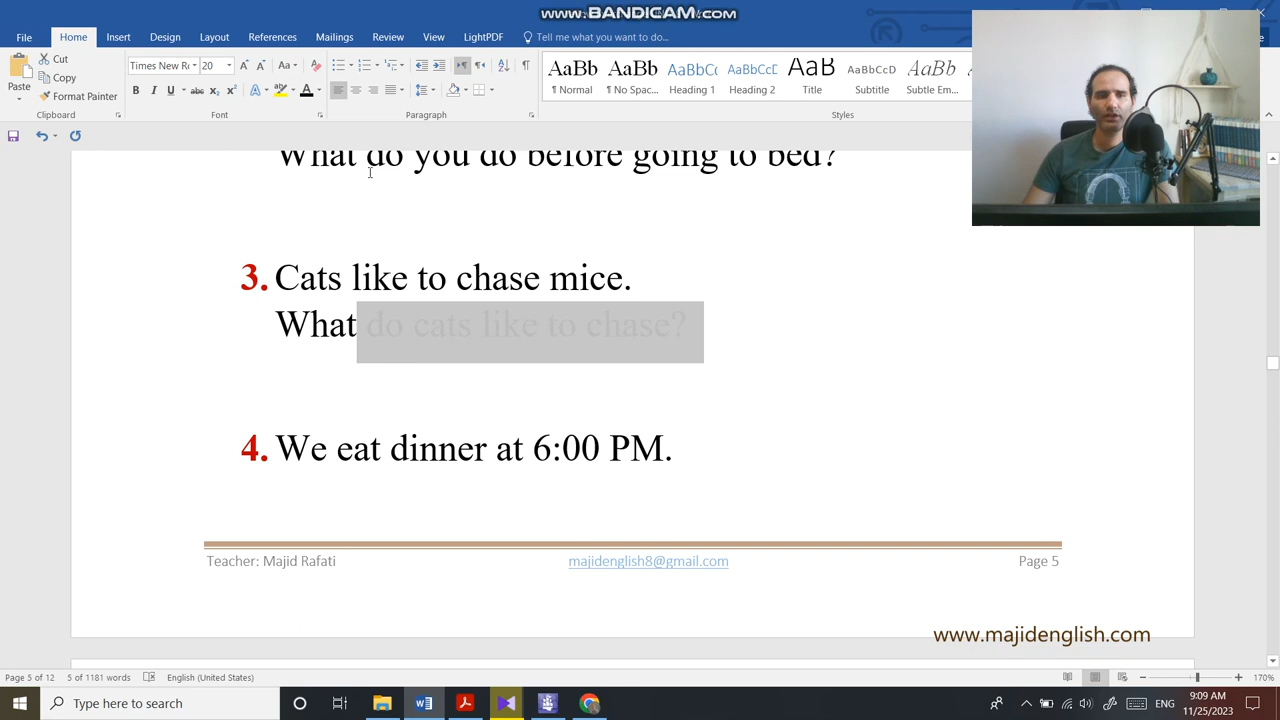 www.BANDICAM.com
File Home Insert Design Layout References Mailings Review View LightPDF Tell me what you want to do...
Paste Cut Copy Format Painter Clipboard
Times New Ro 20 Font
Paragraph
AaBb AaBb AaBbCc AaBbCcD AaB AaBbCcD AaBbCcD
¶ Normal ¶ No Spac... Heading 1 Heading 2 Title Subtitle Subtle Em...
Styles
What do you do before going to bed?
3. Cats like to chase mice.
What do cats like to chase?
4. We eat dinner at 6:00 PM.
Teacher: Majid Rafati majidenglish8@gmail.com Page 5
www.majidenglish.com
Page 5 of 12 5 of 1181 words English (United States) 170%
Type here to search
9:09 AM
11/25/2023